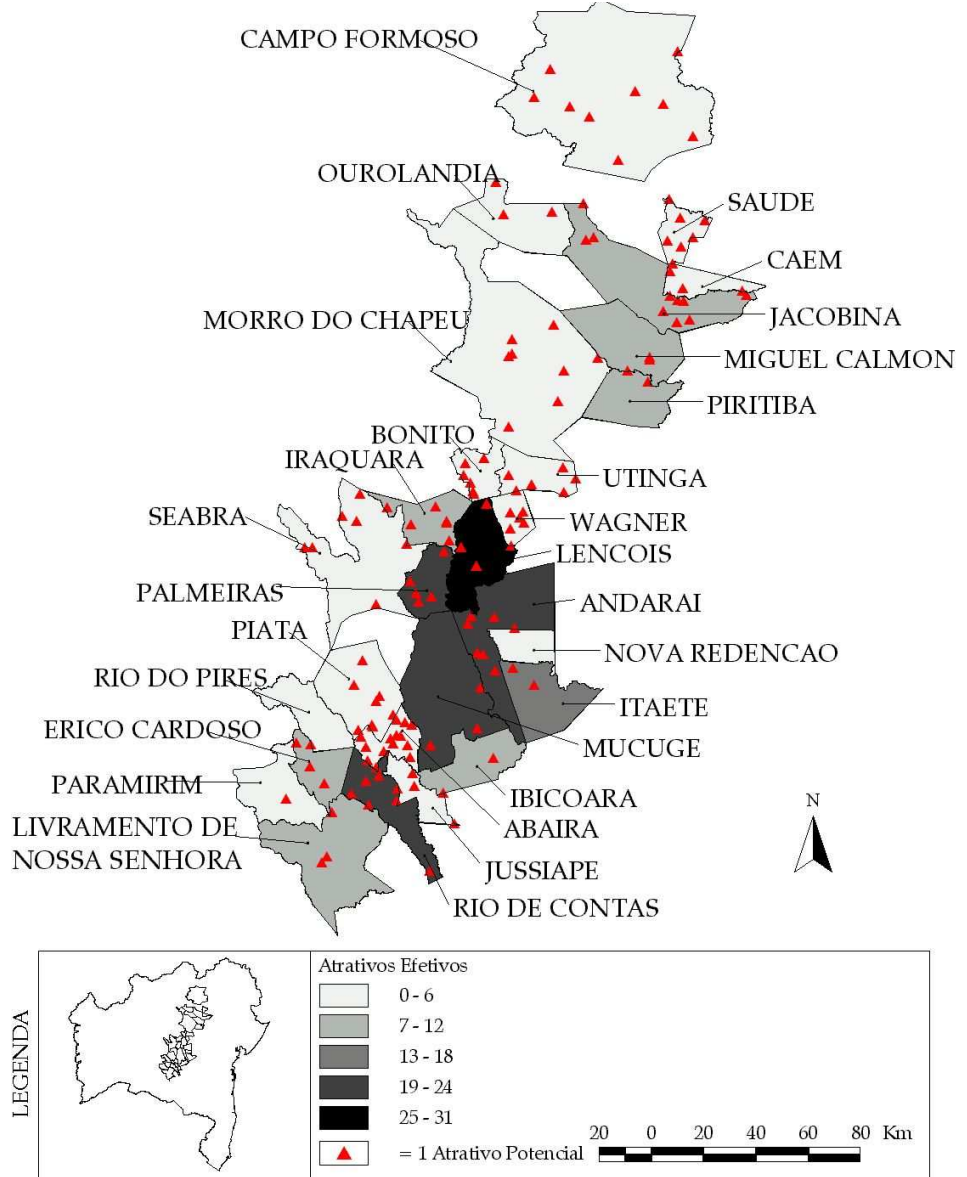 CAMPO FORMOSO
OUROLANDIA
SAUDE
CAEM
MORRO DO CHAPEU
JACOBINA
MIGUEL CALMON
PIRITIBA
BONITO
IRAQUARA
UTINGA
SEABRA
WAGNER
LENCOIS
PALMEIRAS
ANDARAI
PIATA
NOVA REDENCAO
RIO DO PIRES
ITAETE
ERICO CARDOSO
MUCUGE
PARAMIRIM
IBICOARA
ABAIRA
LIVRAMENTO DE
NOSSA SENHORA
JUSSIAPE
RIO DE CONTAS
N
LEGENDA
Atrativos Efetivos
0 - 6
7 - 12
13 - 18
19 - 24
25 - 31
= 1 Atrativo Potencial
20 0 20 40 60 80 Km